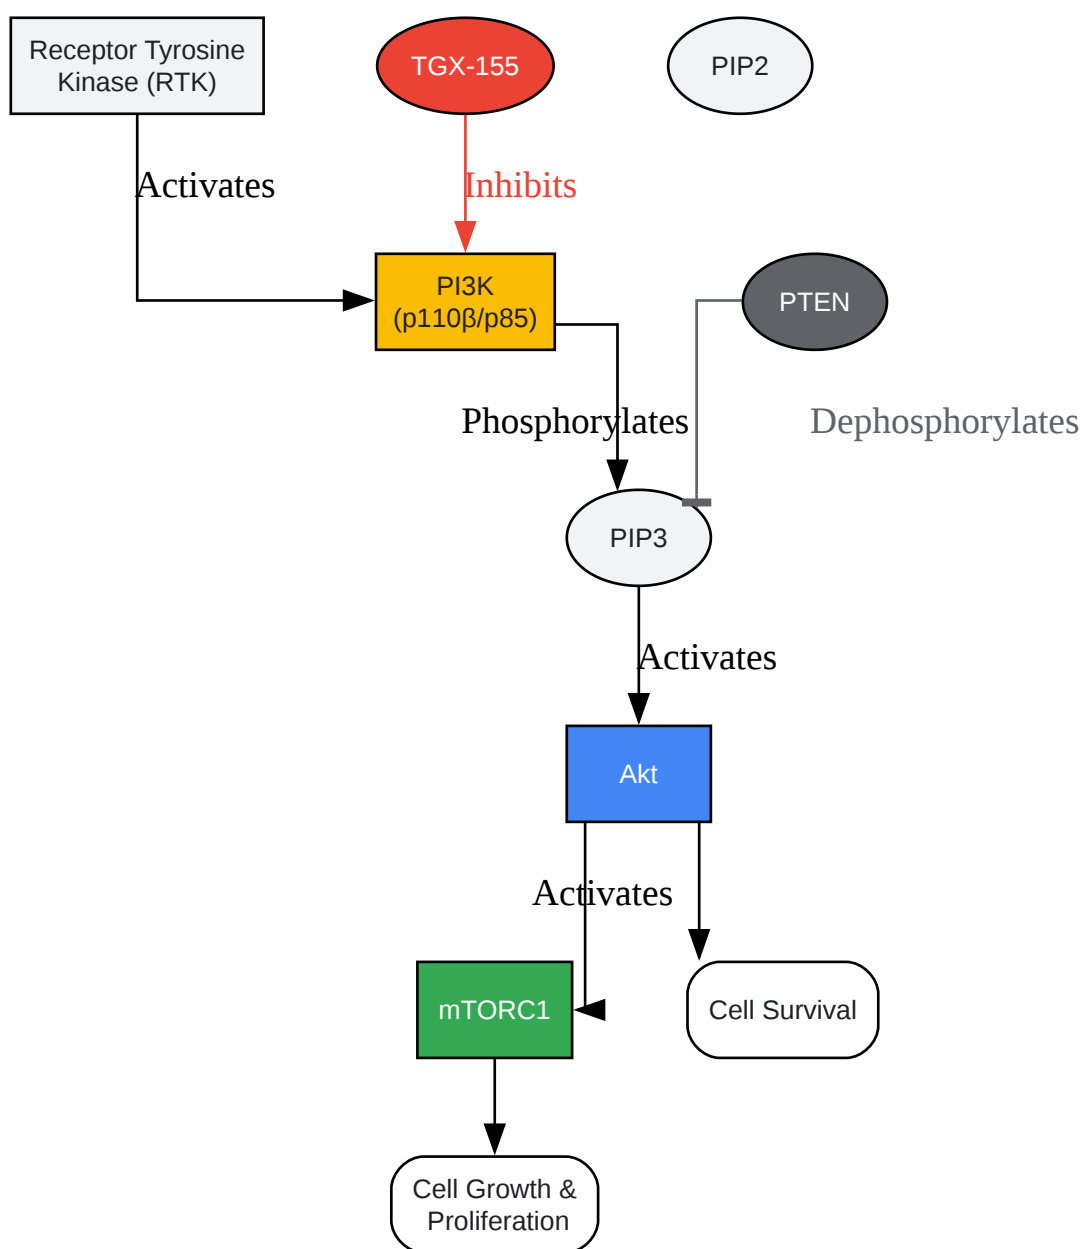 Receptor Tyrosine
Kinase (RTK)
TGX-155
PIP2
Activates
Inhibits
PI3K
(p110β/p85)
PTEN
Phosphorylates
Dephosphorylates
PIP3
Activates
Akt
Activates
mTORC1
Cell Survival
Cell Growth &
Proliferation